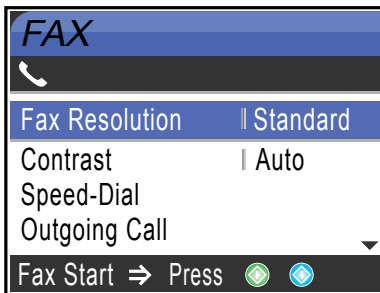 FAX
Fax Resolution Standard
Contrast Auto
Speed-Dial
Outgoing Call
Fax Start ⇒ Press